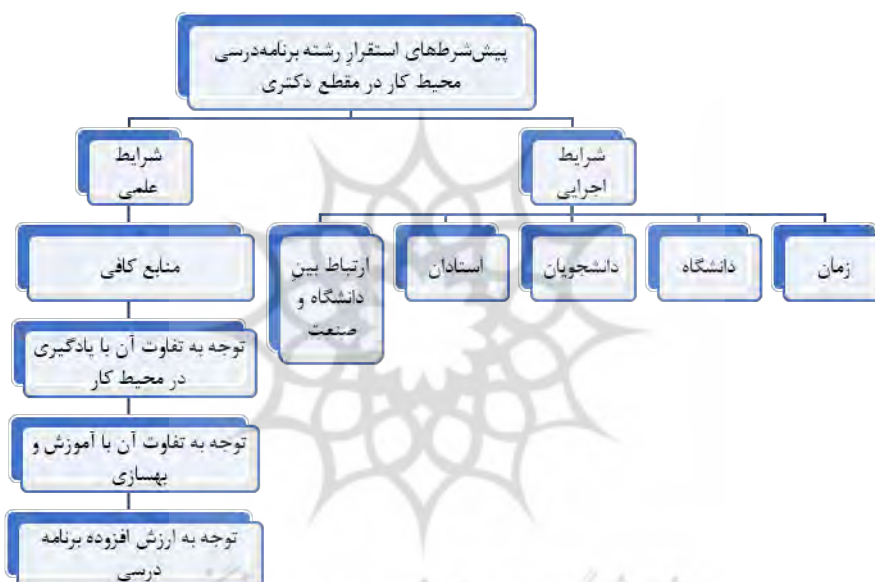 پیش‌شرط‌های استقرارِ رشته برنامه‌درسی
محیط کار در مقطع دکتری
شرایط
اجرایی
شرایط
علمی
زمان
دانشگاه
دانشجویان
استادان
ارتباط بینِ
دانشگاه و
صنعت
منابع کافی
توجه به تفاوت آن با یادگیری
در محیط کار
توجه به تفاوت آن با آموزش و
بهسازی
توجه به ارزش افزوده برنامه
درسی